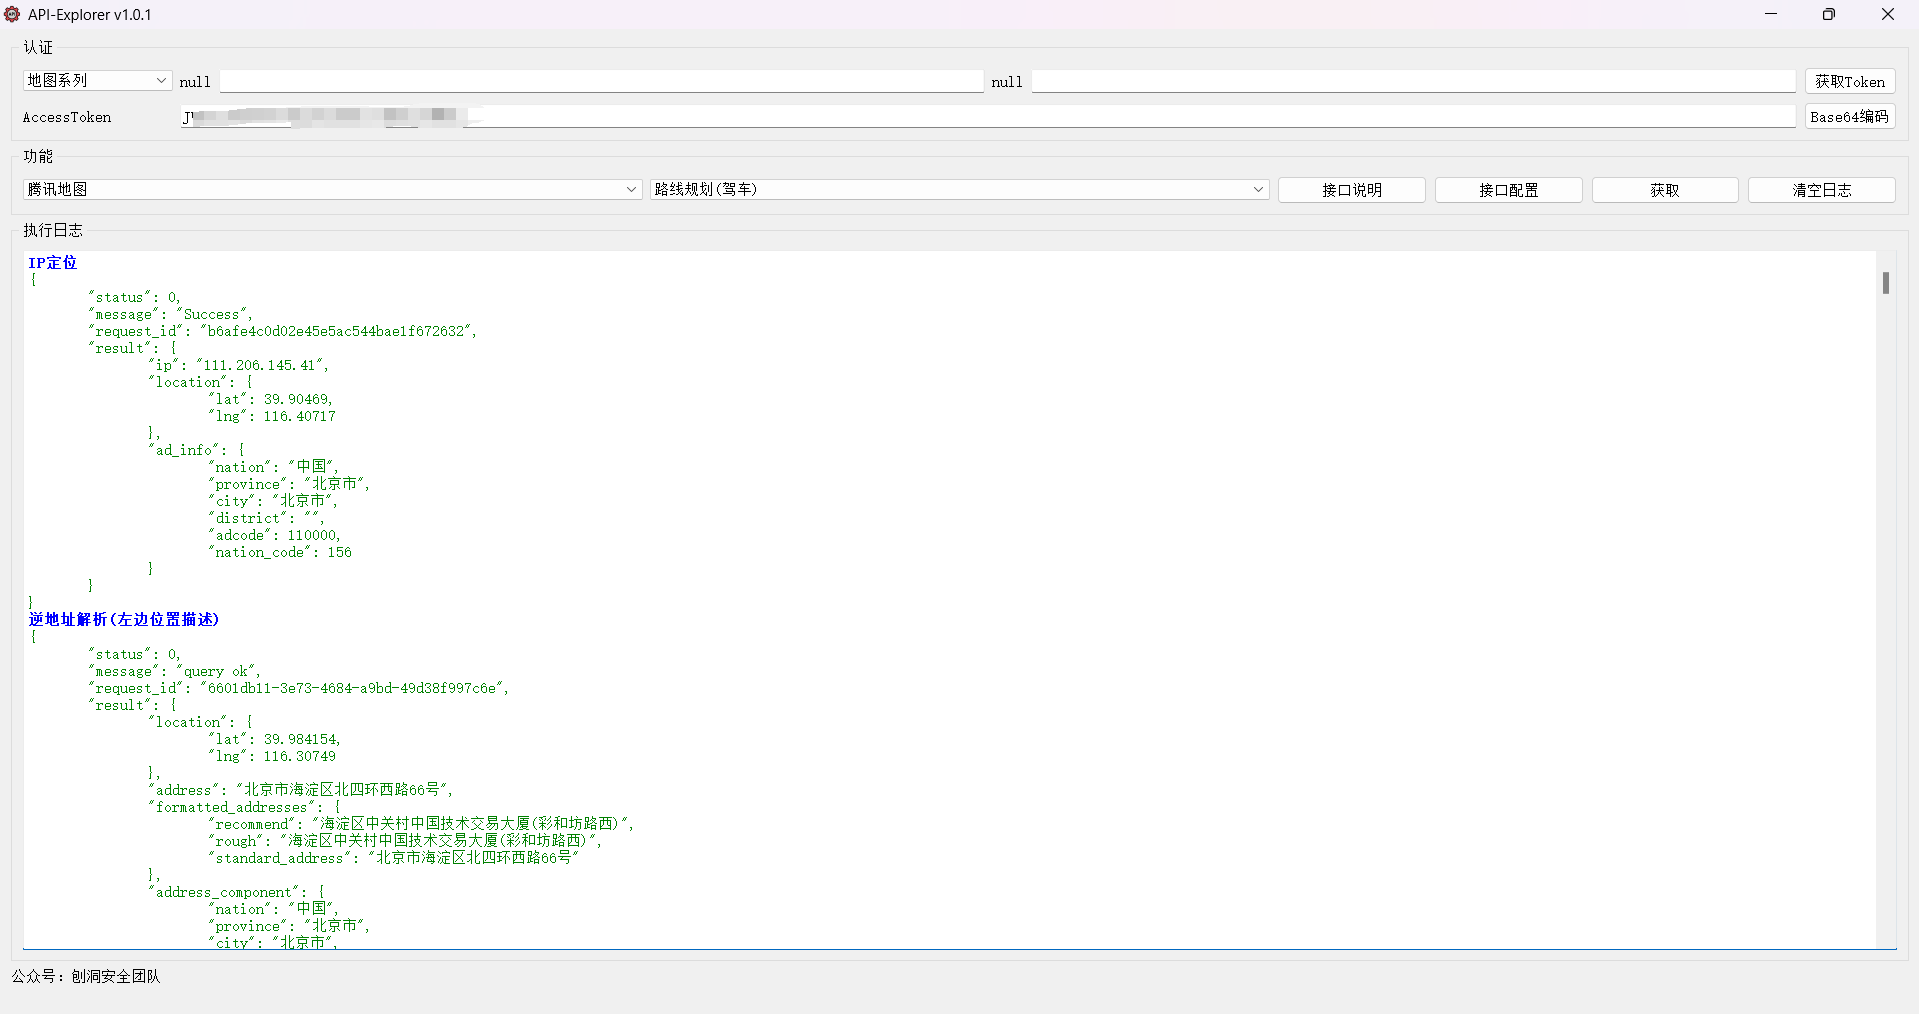 API-Explorer v1.0.1
认证
地图系列 null null 获取Token
AccessToken Base64编码
功能
腾讯地图 路线规划(驾车) 接口说明 接口配置 获取 清空日志
执行日志
IP定位
{
"status": 0,
"message": "Success",
"request_id": "b6afe4c0d02e45e5ac544bae1f672632",
"result": {
"ip": "111.206.145.41",
"location": {
"lat": 39.90469,
"lng": 116.40717
},
"ad_info": {
"nation": "中国",
"province": "北京市",
"city": "北京市",
"district": "",
"adcode": 110000,
"nation_code": 156
}
}
}
逆地址解析(左边位置描述)
{
"status": 0,
"message": "query ok",
"request_id": "6601db11-3e73-4684-a9bd-49d38f997c6e",
"result": {
"location": {
"lat": 39.984154,
"lng": 116.30749
},
"address": "北京市海淀区北四环西路66号",
"formatted_addresses": {
"recommend": "海淀区中关村中国技术交易大厦(彩和坊路西)",
"rough": "海淀区中关村中国技术交易大厦(彩和坊路西)",
"standard_address": "北京市海淀区北四环西路66号"
},
"address_component": {
"nation": "中国",
"province": "北京市",
"city": "北京市",
公众号：刨洞安全团队